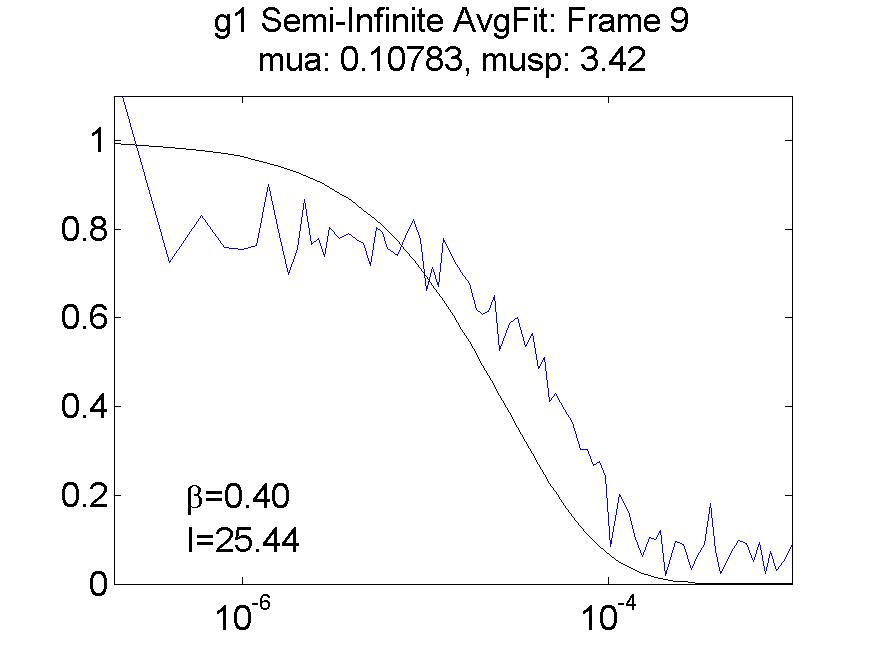 g1 Semi-Infinite AvgFit: Frame 9
mua: 0.10783, musp: 3.42
1
0.8
0.6
0.4
0.2
0
β=0.40
I=25.44
10^-6
10^-4